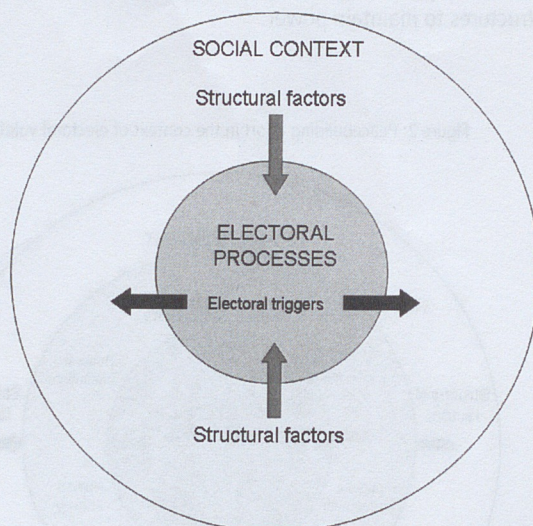 SOCIAL CONTEXT
Structural factors
ELECTORAL
PROCESSES
Electoral triggers
Structural factors